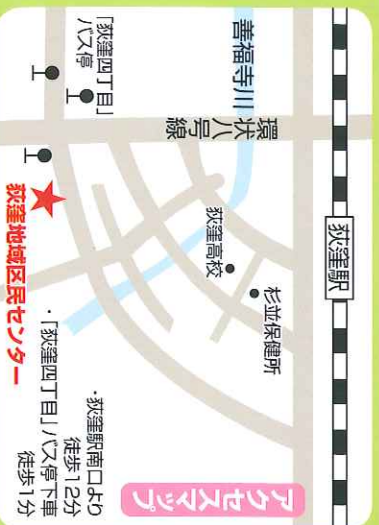 アクセスマップ
荻窪駅
環状八号線
善福寺川
杉並保健所
荻窪高校
「荻窪四丁目」
バス停
荻窪地域区民センター
・荻窪駅南口より
徒歩12分
・「荻窪四丁目」バス停下車
徒歩1分